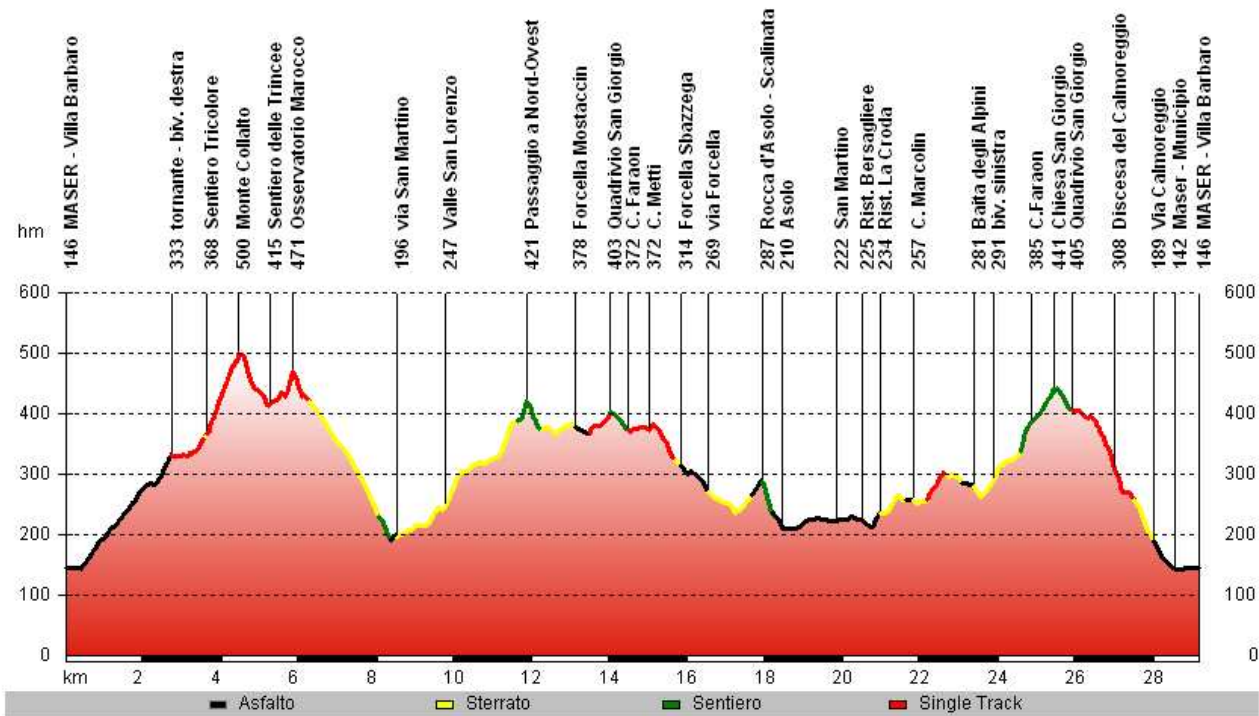 146 MASER - Villa Barbaro
333 tornante - biv. destra
368 Sentiero Tricolore
500 Monte Collalto
415 Sentiero delle Trincee
471 Osservatorio Marocco
196 via San Martino
247 Valle San Lorenzo
421 Passaggio a Nord-Ovest
378 Forcella Mostaccin
403 Quadrivio San Giorgio
372 C. Faraon
372 C. Metti
314 Forcella Sbazzega
269 via Forcella
287 Rocca d'Asolo - Scalinata
210 Asolo
222 San Martino
225 Rist. Bersagliere
234 Rist. La Croda
257 C. Marcolin
281 Baita degli Alpini
291 biv. sinistra
385 C.Faraon
441 Chiesa San Giorgio
405 Quadrivio San Giorgio
308 Discesa del Calmoreggio
189 Via Calmoreggio
142 Maser - Municipio
146 MASER - Villa Barbaro
hm
600 600
500 500
400 400
300 300
200 200
100 100
0 0
km 2 4 6 8 10 12 14 16 18 20 22 24 26 28
Asfalto Sterrato Sentiero Single Track